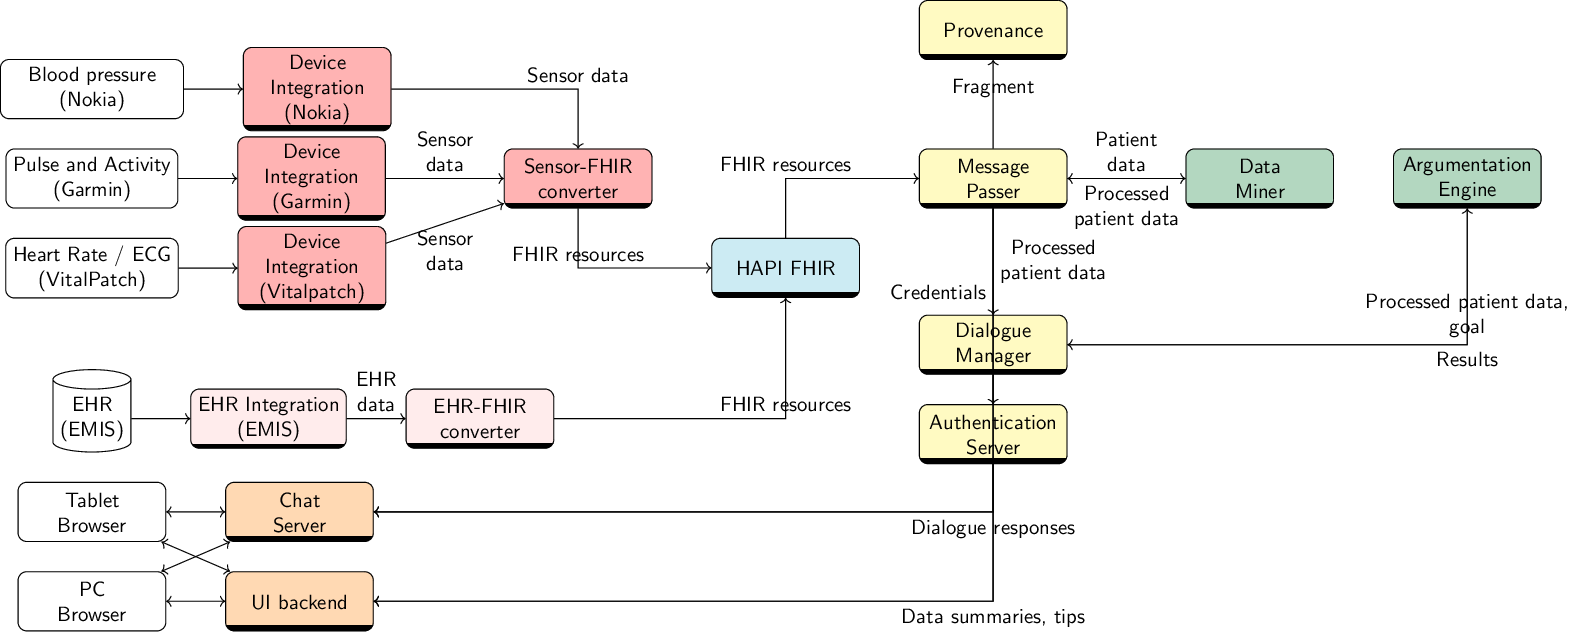 Provenance
Blood pressure
(Nokia)
Device
Integration
(Nokia)
Sensor data
Fragment
Pulse and Activity
(Garmin)
Device
Integration
(Garmin)
Sensor
data
Sensor-FHIR
converter
FHIR resources
Message
Passer
Patient
data
Processed
patient data
Data
Miner
Argumentation
Engine
Heart Rate / ECG
(VitalPatch)
Device
Integration
(Vitalpatch)
Sensor
data
FHIR resources
HAPI FHIR
Processed
patient data
Credentials
Processed patient data,
goal
Dialogue
Manager
Results
EHR
(EMIS)
EHR Integration
(EMIS)
EHR
data
EHR-FHIR
converter
FHIR resources
Authentication
Server
Tablet
Browser
Chat
Server
Dialogue responses
PC
Browser
UI backend
Data summaries, tips